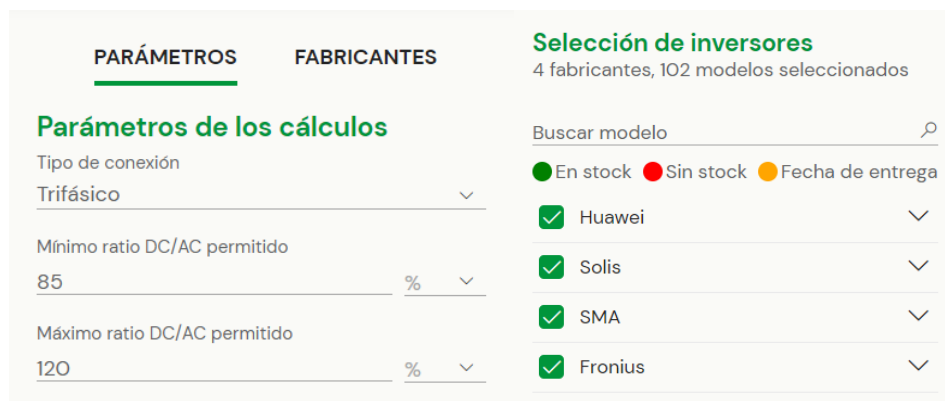 PARÁMETROS FABRICANTES
Parámetros de los cálculos
Tipo de conexión
Trifásico
Mínimo ratio DC/AC permitido
85 %
Máximo ratio DC/AC permitido
120 %
Selección de inversores
4 fabricantes, 102 modelos seleccionados
Buscar modelo
En stock Sin stock Fecha de entrega
Huawei
Solis
SMA
Fronius